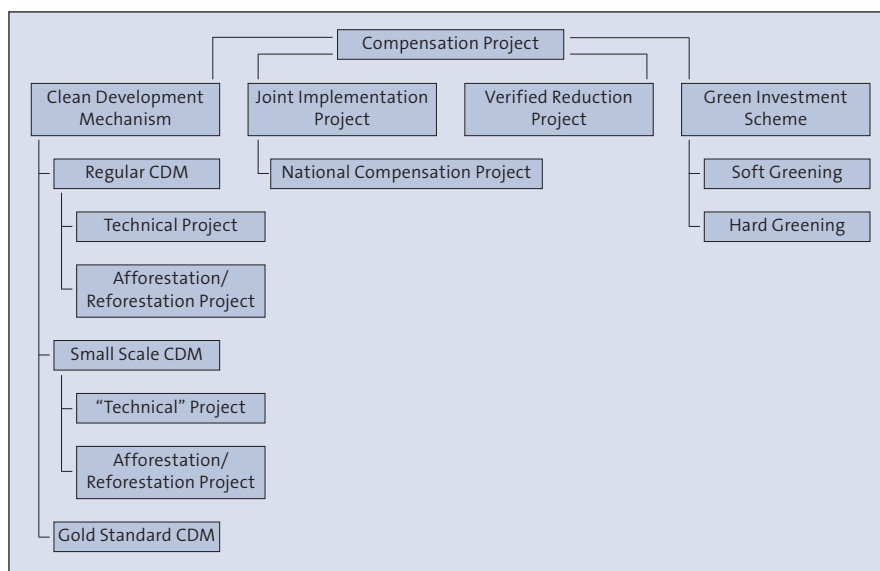 Compensation Project
Clean Development
Mechanism
Joint Implementation
Project
Verified Reduction
Project
Green Investment
Scheme
Regular CDM
National Compensation Project
Soft Greening
Technical Project
Hard Greening
Afforestation/
Reforestation Project
Small Scale CDM
“Technical” Project
Afforestation/
Reforestation Project
Gold Standard CDM